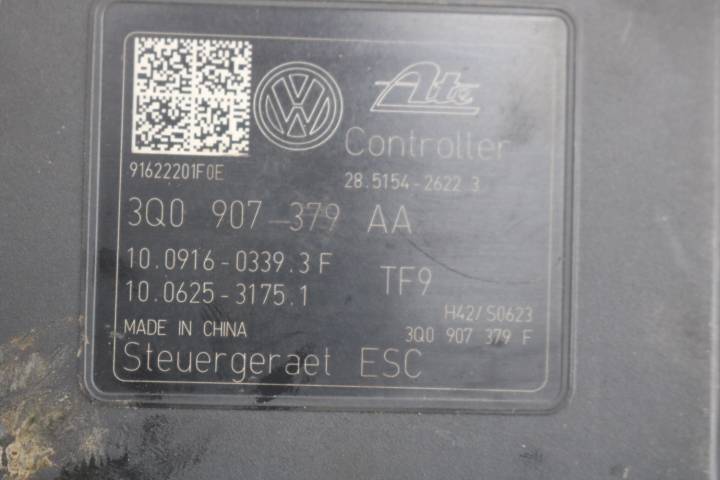 Ate
Controller
91622201F0E
28.5154-2622.3
3Q0 907 379 AA
10.0916-0339.3 F
TF9
10.0625-3175.1
H42/S0623
MADE IN CHINA
3Q0 907 379 F
Steuergeraet ESC